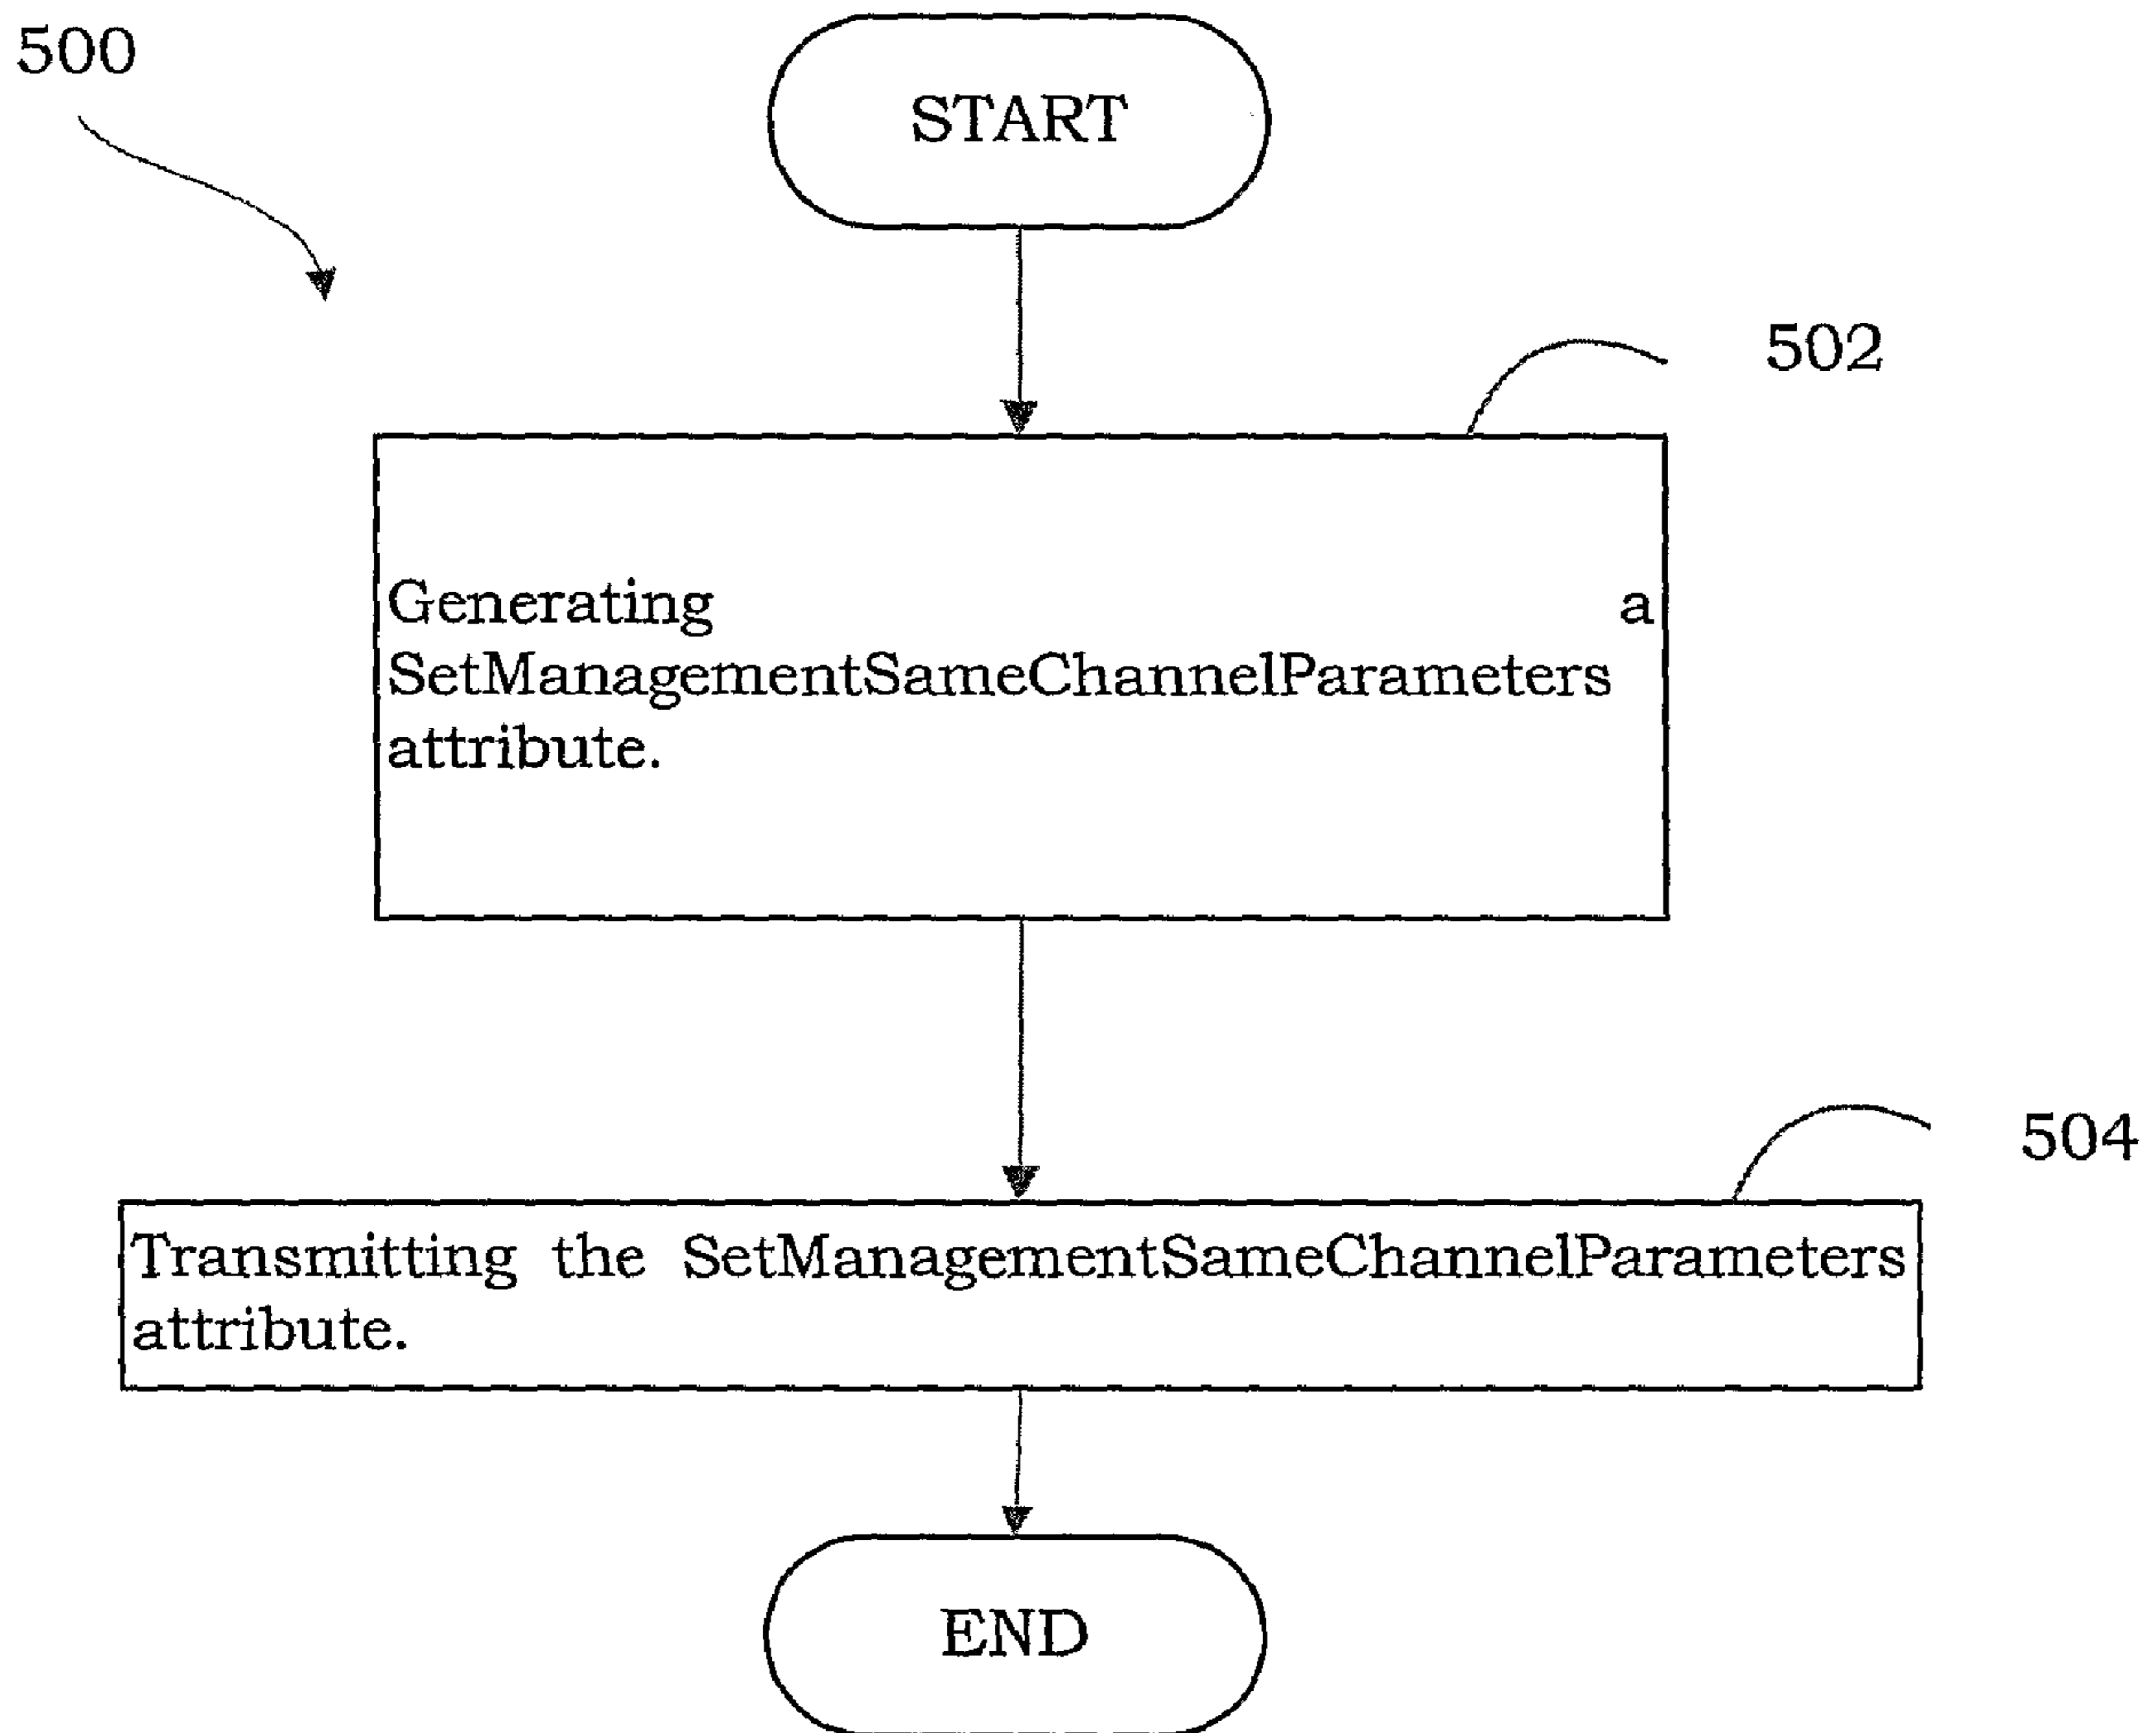 500
START
502
Generating a
SetManagementSameChannelParameters
attribute.
504
Transmitting the SetManagementSameChannelParameters
attribute.
END